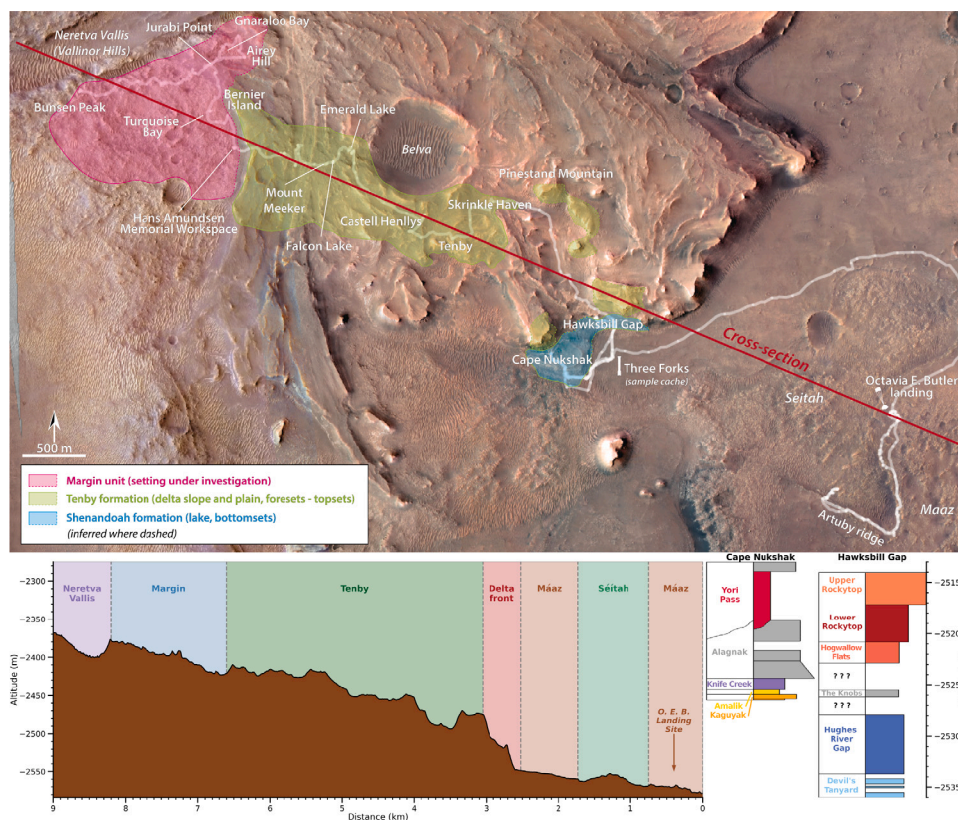 Neretva Vallis
(Vallinor Hills)
Jurabi Point
Gnaraloo Bay
Airey
Hill
Bunsen Peak
Bernier
Island
Turquoise
Bay
Emerald Lake
Belva
Pinestand Mountain
Mount
Meeker
Skrinkle Haven
Hans Amundsen
Memorial Workspace
Castell Henllys
Falcon Lake
Tenby
Hawksbill Gap
Cape Nukshak
Three Forks
(sample cache)
Cross-section
Seitah
Octavia E. Butler
landing
Artuby ridge
Maaz
500 m
Margin unit (setting under investigation)
Tenby formation (delta slope and plain, foresets - topsets)
Shenandoah formation (lake, bottomsets)
(inferred where dashed)
Altitude (m)
−2300
−2350
−2400
−2450
−2500
−2550
Neretva
Vallis
Margin
Tenby
Delta
front
Máaz
Séítah
Máaz
O. E. B.
Landing
Site
9 8 7 6 5 4 3 2 1 0
Distance (km)
Cape Nukshak
Yori
Pass
Alagnak
Knife Creek
Amalik
Kaguyak
Hawksbill Gap
Upper
Rockytop
Lower
Rockytop
Hogwallow
Flats
? ? ?
The Knobs
? ? ?
Hughes
River
Gap
Devil's
Tanyard
−2515
−2520
−2525
−2530
−2535